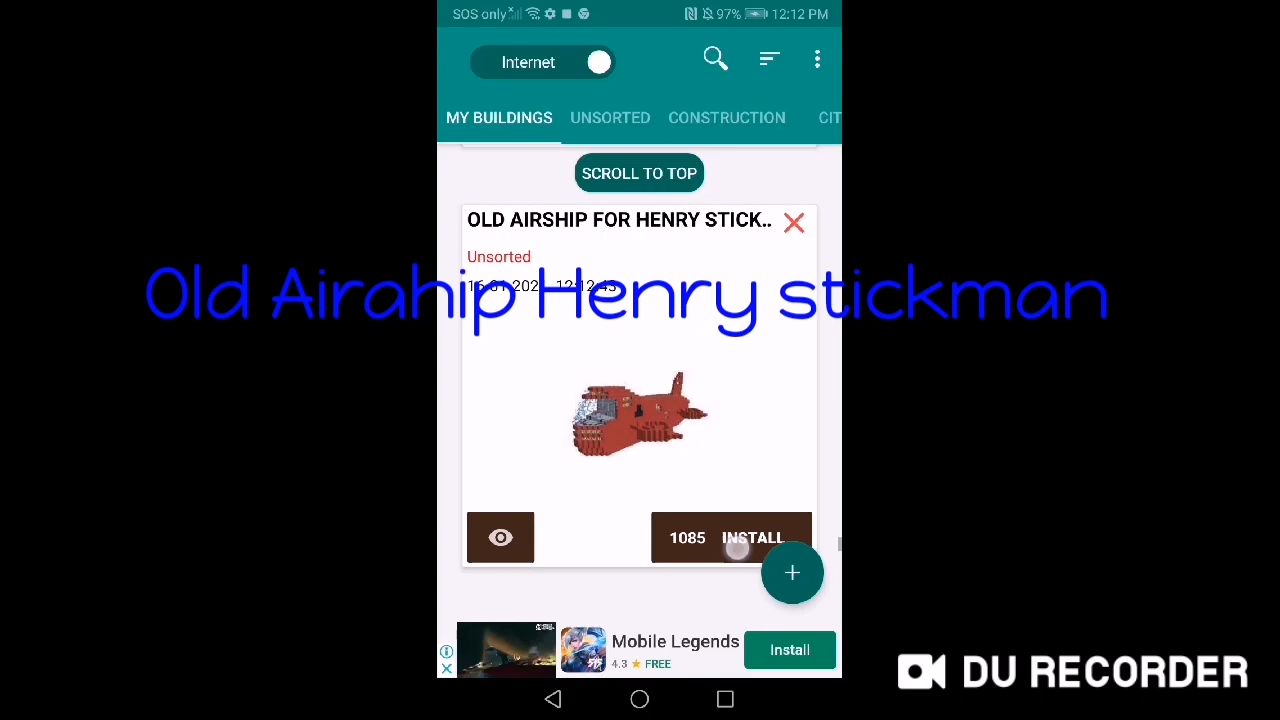 SOS only 97% 12:12 PM
Internet
MY BUILDINGS UNSORTED CONSTRUCTION CIT
SCROLL TO TOP
OLD AIRSHIP FOR HENRY STICK..
Unsorted
Old Airahip Henry stickman
1085 INSTALL
+
Mobile Legends
4.3 ★ FREE
Install
DU RECORDER